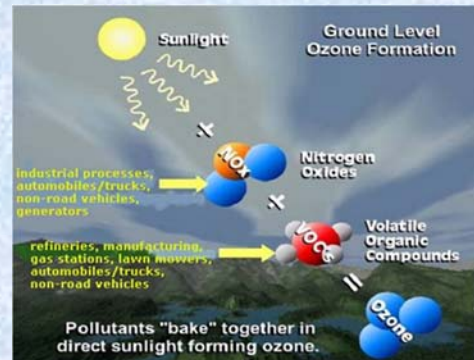 Ground Level
Ozone Formation
Sunlight
+
NOx
Nitrogen
Oxides
industrial processes,
automobiles/trucks,
non-road vehicles,
generators
+
VOCs
Volatile
Organic
Compounds
refineries, manufacturing,
gas stations, lawn mowers,
automobiles/trucks,
non-road vehicles
=
Ozone
Pollutants "bake" together in
direct sunlight forming ozone.